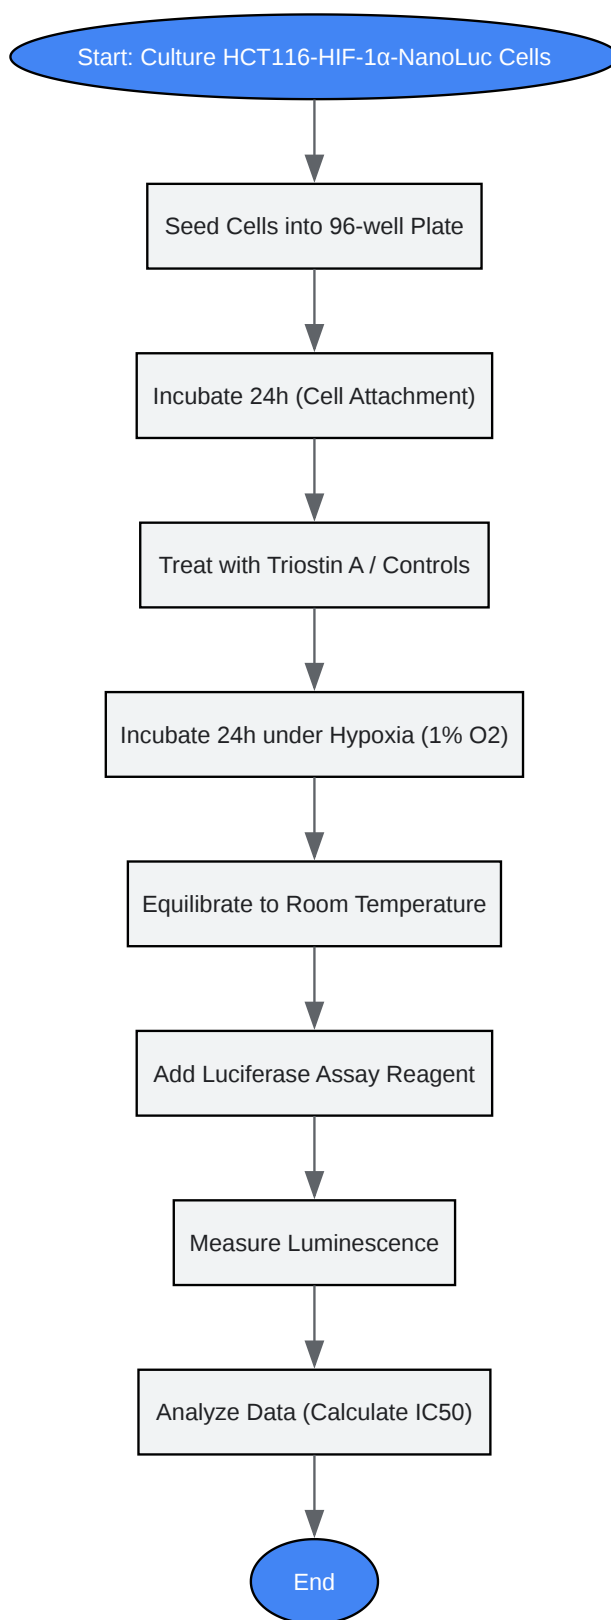 Start: Culture HCT116-HIF-1α-NanoLuc Cells
Seed Cells into 96-well Plate
Incubate 24h (Cell Attachment)
Treat with Triostin A / Controls
Incubate 24h under Hypoxia (1% O2)
Equilibrate to Room Temperature
Add Luciferase Assay Reagent
Measure Luminescence
Analyze Data (Calculate IC50)
End